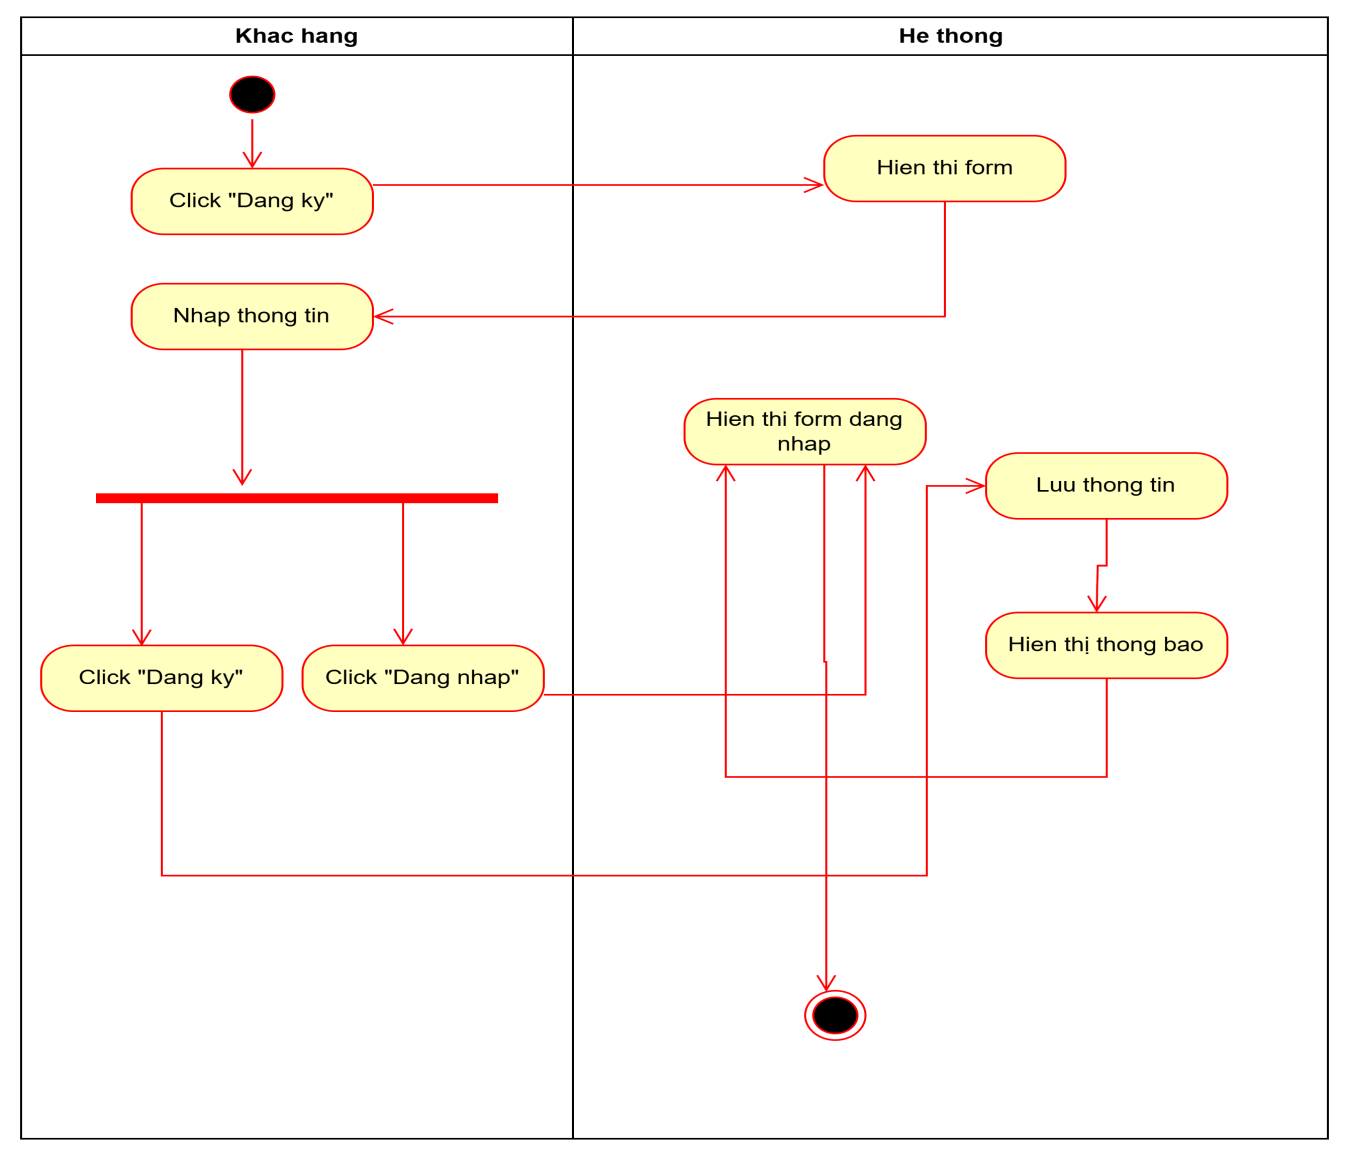 Khac hang
He thong
Hien thi form
Click "Dang ky"
Nhap thong tin
Hien thi form dang
nhap
Luu thong tin
Hien thị thong bao
Click "Dang ky"
Click "Dang nhap"